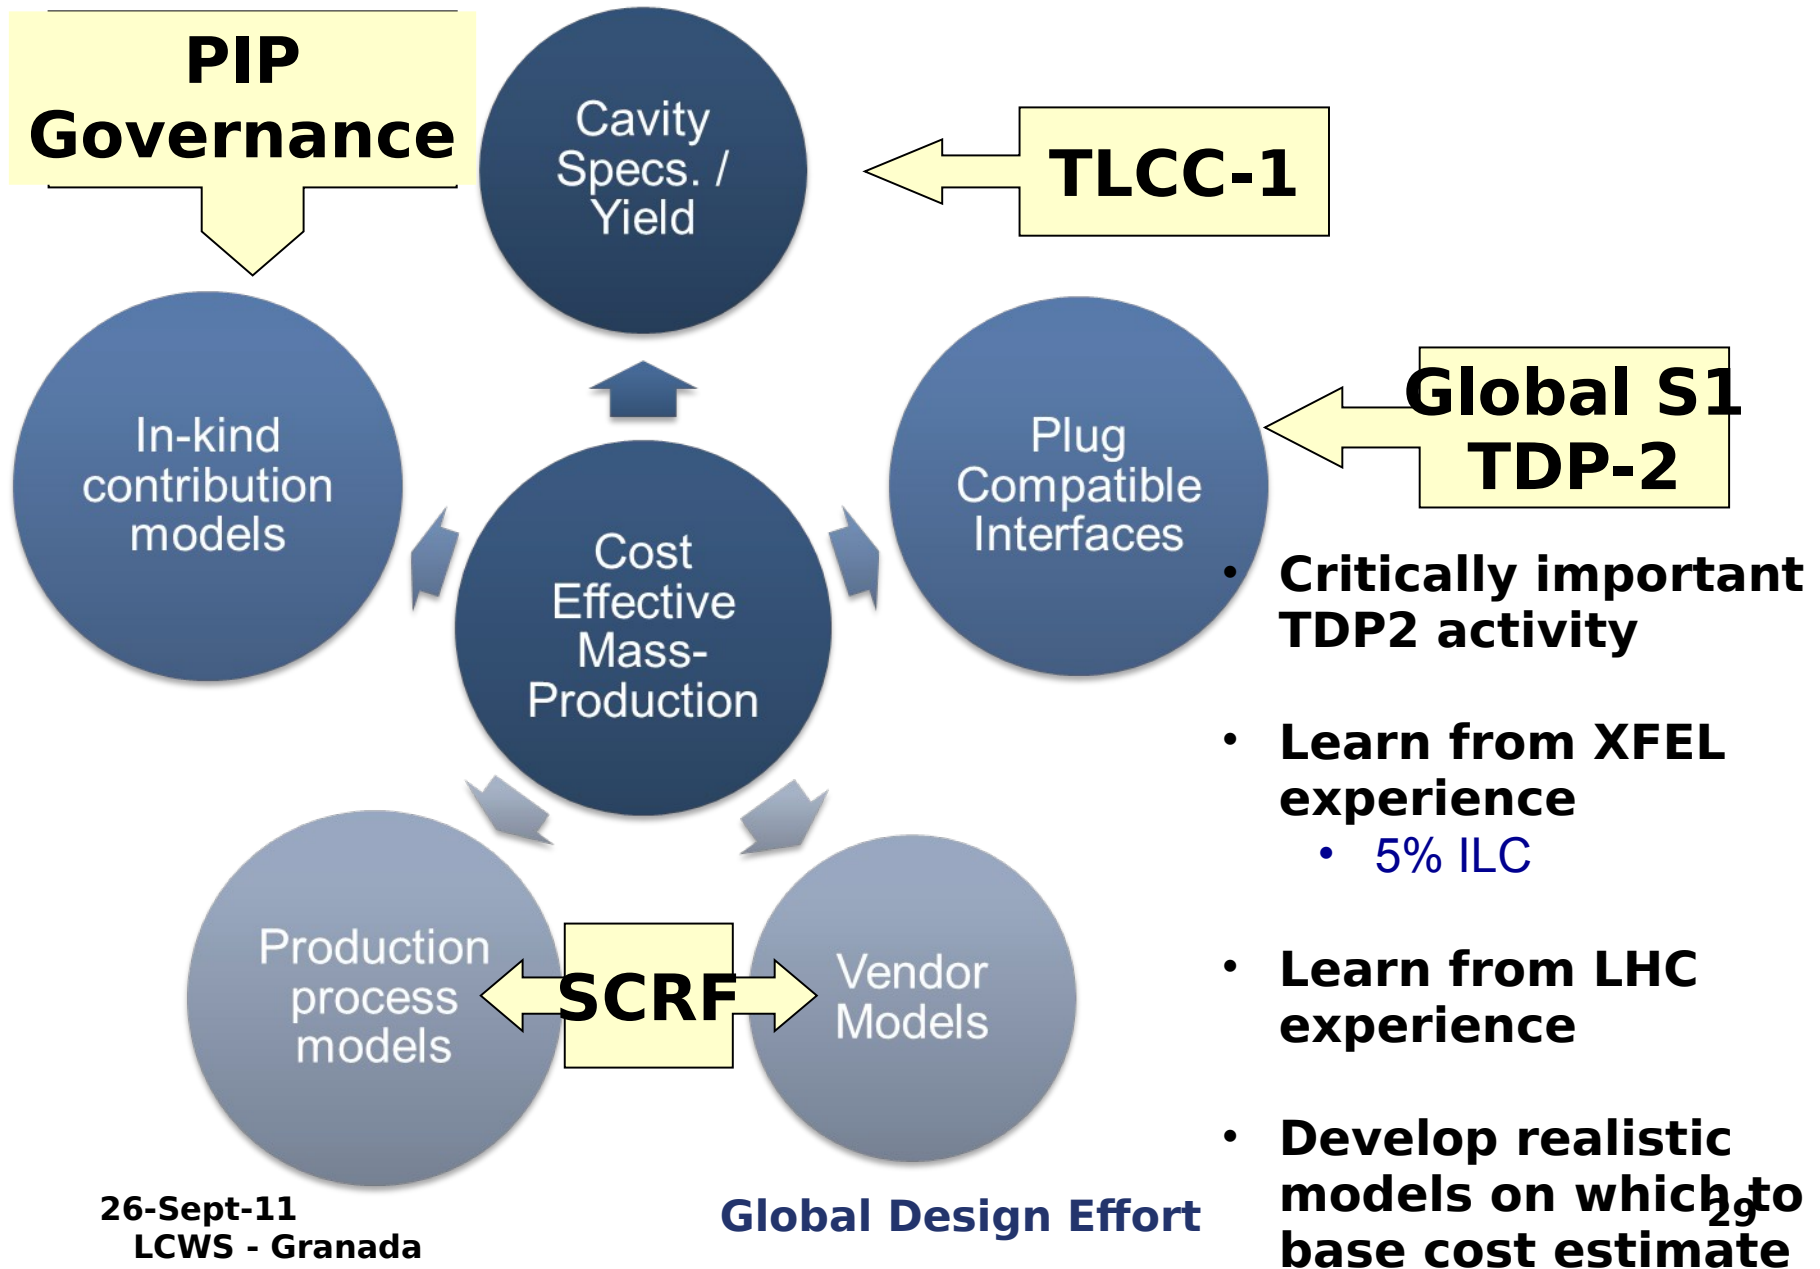 PIP
Governance
Cavity
Specs. /
Yield
TLCC-1
In-kind
contribution
models
Plug
Compatible
Interfaces
Global S1
TDP-2
Cost
Effective
Mass-
Production
Production
process
models
SCRF
Vendor
Models
• Critically important
TDP2 activity
• Learn from XFEL
experience
• 5% ILC
• Learn from LHC
experience
• Develop realistic
models on which to
base cost estimate
26-Sept-11
LCWS - Granada
Global Design Effort
29